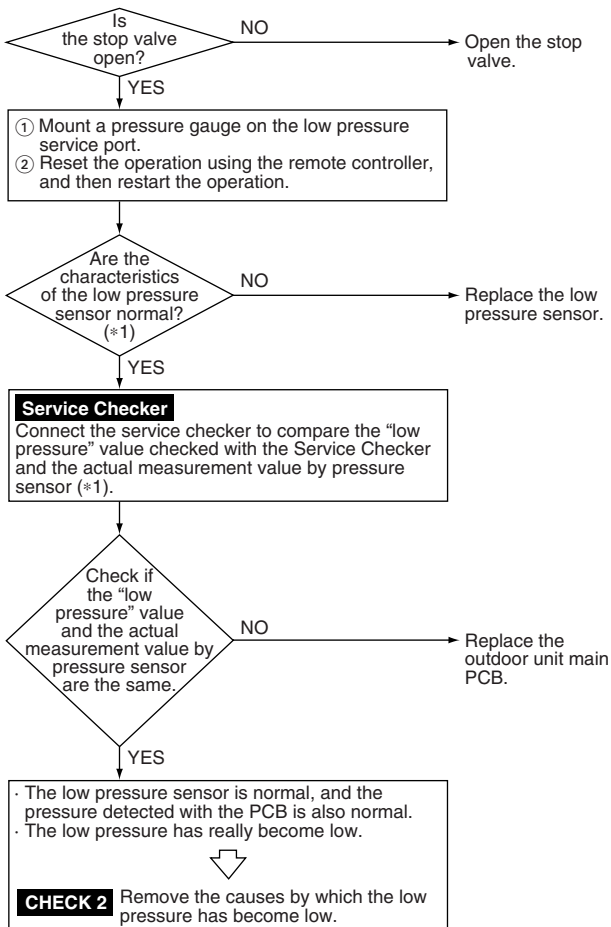 Is
the stop valve
open?
NO
Open the stop
valve.
YES
① Mount a pressure gauge on the low pressure
service port.
② Reset the operation using the remote controller,
and then restart the operation.
Are the
characteristics
of the low pressure
sensor normal?
(*1)
NO
Replace the low
pressure sensor.
YES
Service Checker
Connect the service checker to compare the “low
pressure” value checked with the Service Checker
and the actual measurement value by pressure
sensor (*1).
Check if
the “low
pressure” value
and the actual
measurement value by
pressure sensor
are the same.
NO
Replace the
outdoor unit main
PCB.
YES
· The low pressure sensor is normal, and the
pressure detected with the PCB is also normal.
· The low pressure has really become low.
CHECK 2 Remove the causes by which the low
pressure has become low.